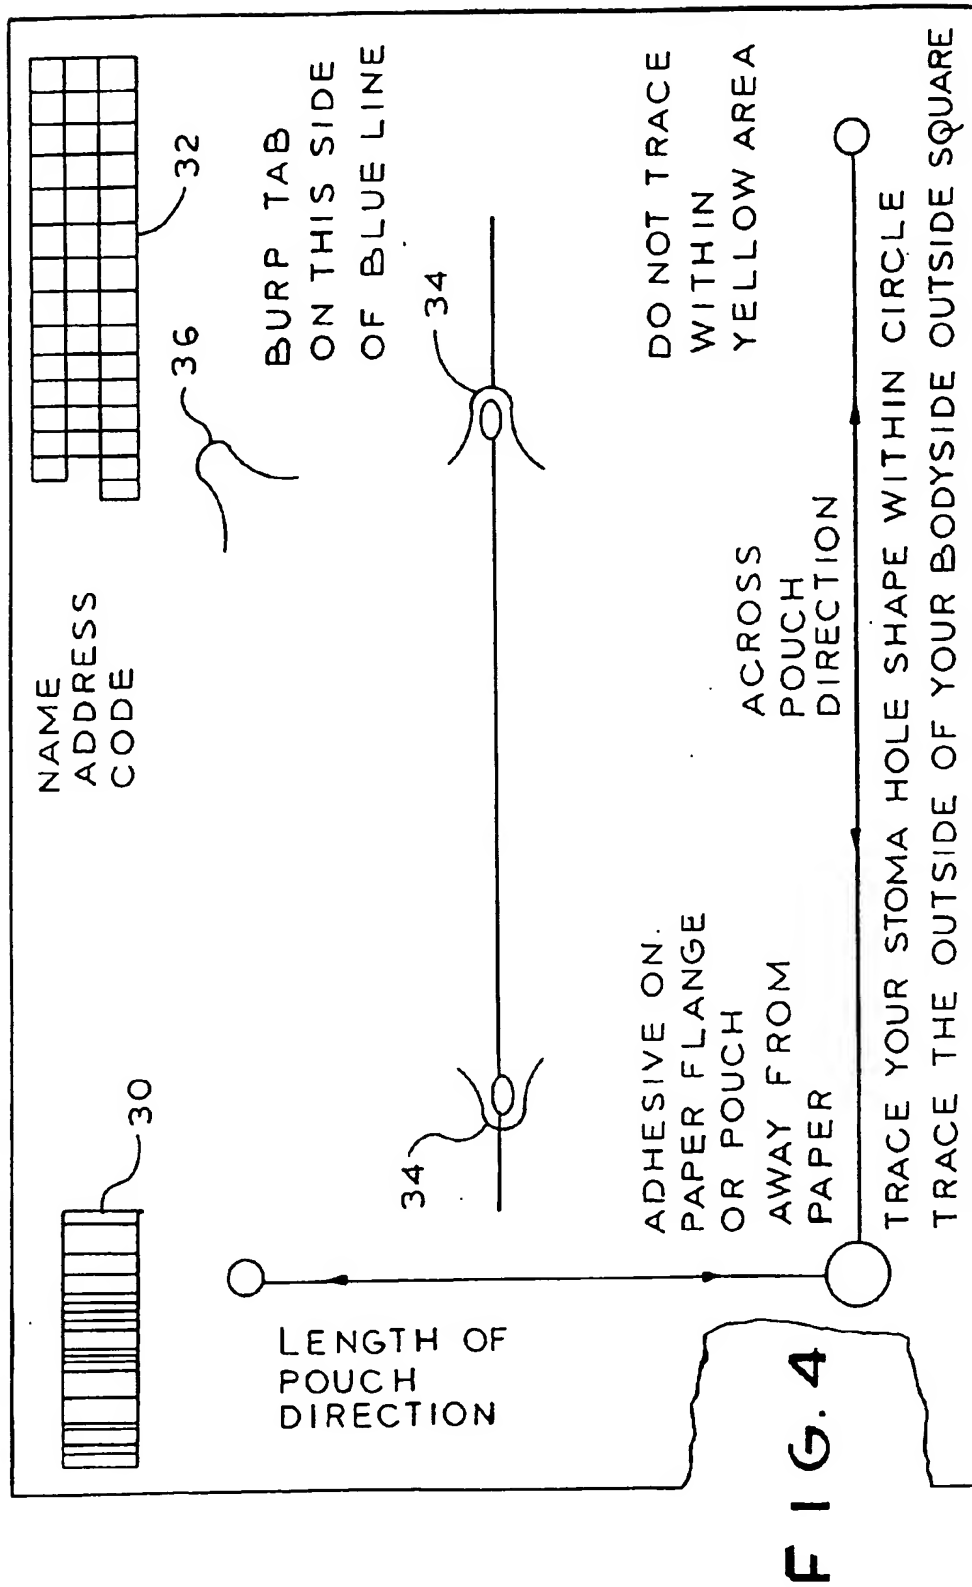 30
NAME
ADDRESS
CODE
32
36
BURP TAB
ON THIS SIDE
OF BLUE LINE
34
34
LENGTH OF
POUCH
DIRECTION
ADHESIVE ON.
PAPER FLANGE
OR POUCH
AWAY FROM
PAPER
ACROSS
POUCH
DIRECTION
DO NOT TRACE
WITHIN
YELLOW AREA
TRACE YOUR STOMA HOLE SHAPE WITHIN CIRCLE
TRACE THE OUTSIDE OF YOUR BODYSIDE OUTSIDE SQUARE
FIG. 4